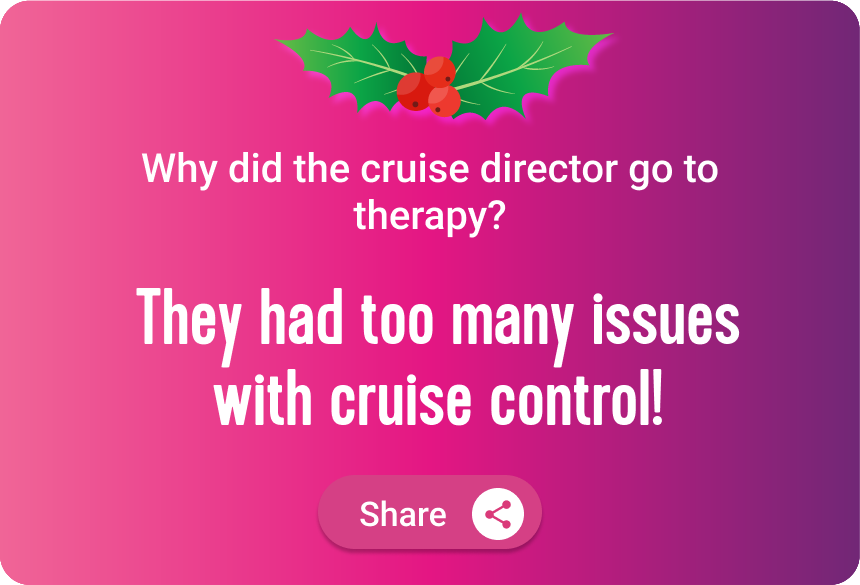 Why did the cruise director go to
therapy?
They had too many issues
with cruise control!
Share